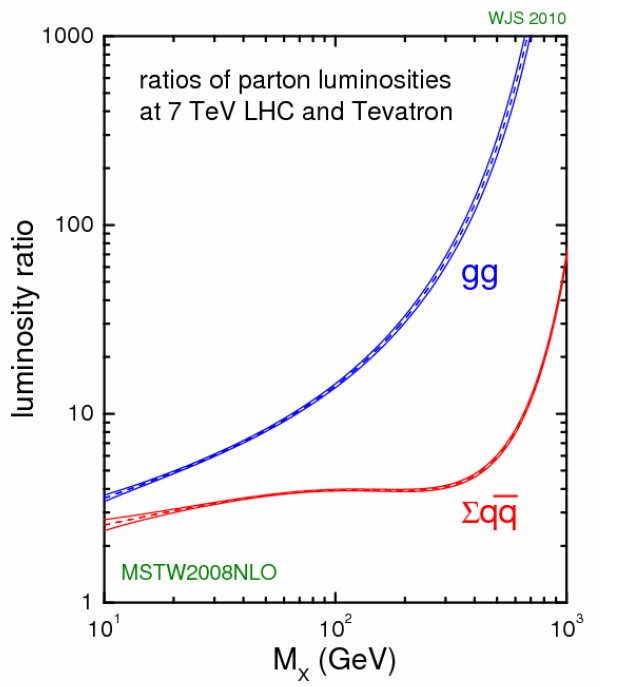 WJS 2010
1000
ratios of parton luminosities
at 7 TeV LHC and Tevatron
100
gg
luminosity ratio
10
Σqq̅
MSTW2008NLO
1
10¹ 10² 10³
Mₓ (GeV)